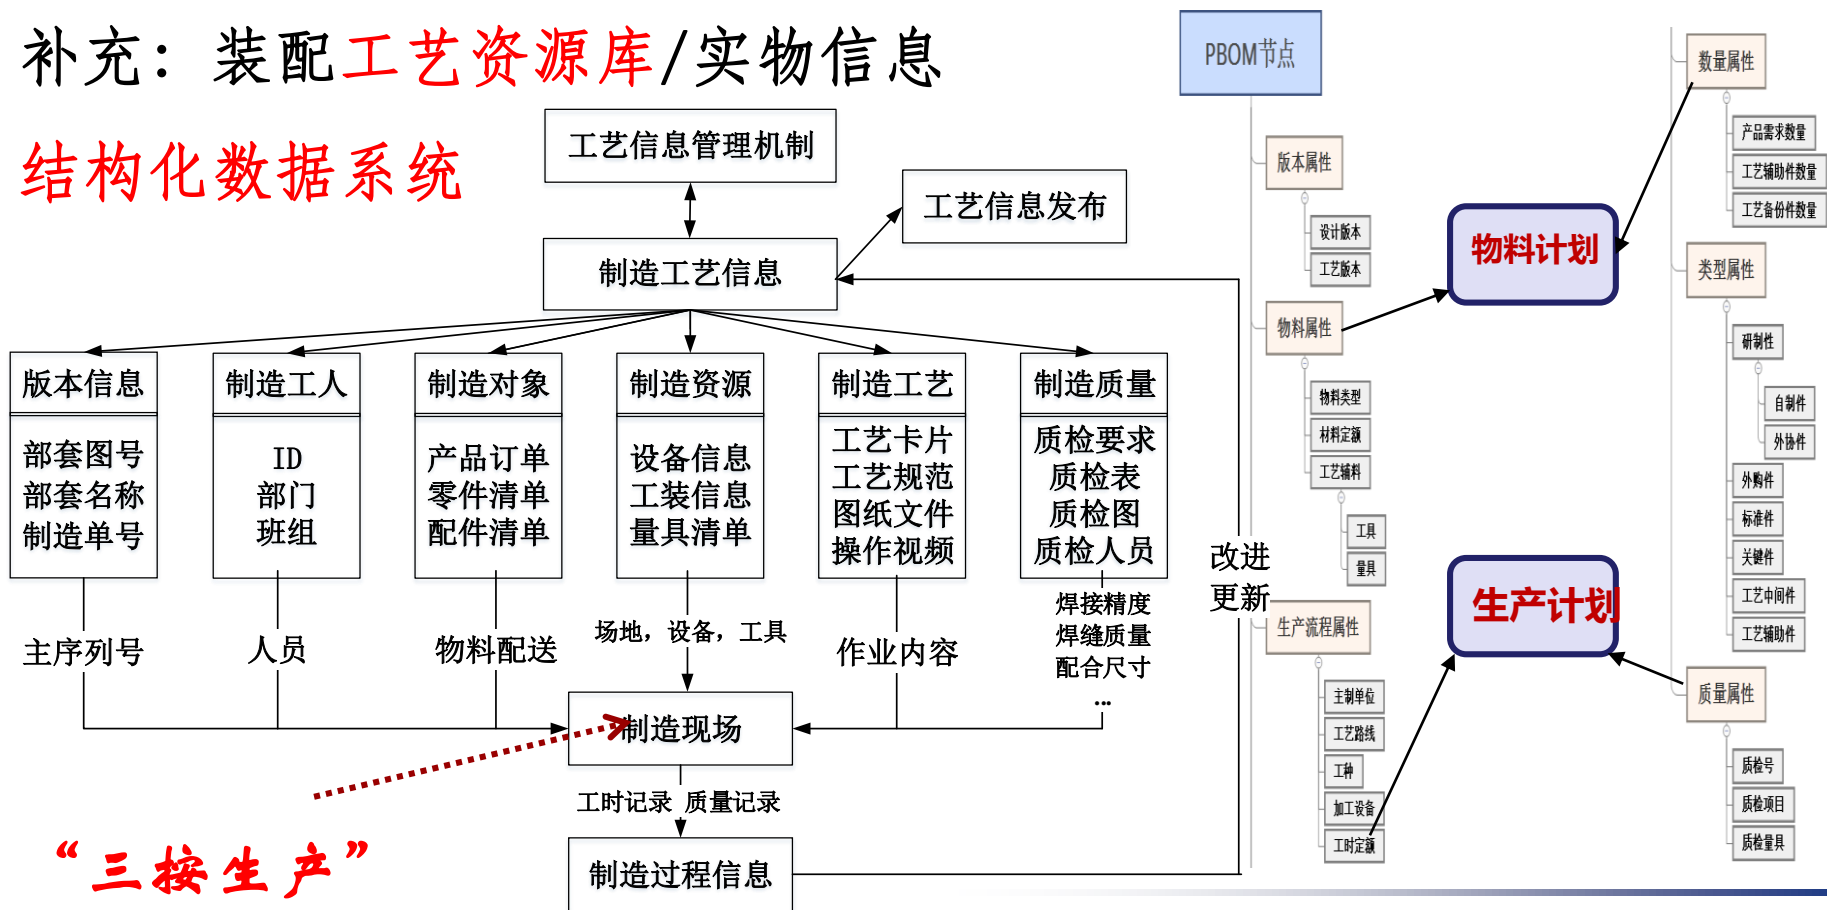 补充：装配工艺资源库/实物信息
结构化数据系统
工艺信息管理机制
工艺信息发布
制造工艺信息
版本信息
部套图号
部套名称
制造单号
制造工人
ID
部门
班组
制造对象
产品订单
零件清单
配件清单
制造资源
设备信息
工装信息
量具清单
制造工艺
工艺卡片
工艺规范
图纸文件
操作视频
制造质量
质检要求
质检表
质检图
质检人员
主序列号
人员
物料配送
场地，设备，工具
作业内容
焊接精度
焊缝质量
配合尺寸
…
改进
更新
制造现场
工时记录 质量记录
制造过程信息
“三按生产”
PBOM节点
版本属性
设计版本
工艺版本
物料属性
物料类型
材料定额
工艺辅料
工具
量具
生产流程属性
主制单位
工艺路线
工种
加工设备
工时定额
物料计划
生产计划
数量属性
产品需求数量
工艺辅助件数量
工艺备份件数量
类型属性
研制性
自制件
外协件
外购件
标准件
关键件
工艺中间件
工艺辅助件
质量属性
质检号
质检项目
质检量具